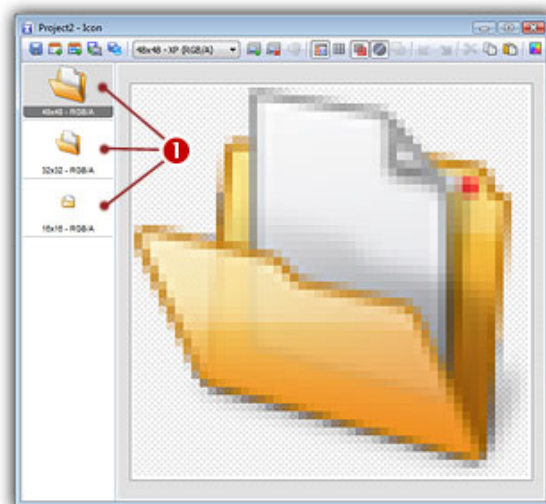 Project2 - Icon
48x48 - XP (RGB/A)
48x48 - RGB/A
1
32x32 - RGB/A
16x16 - RGB/A